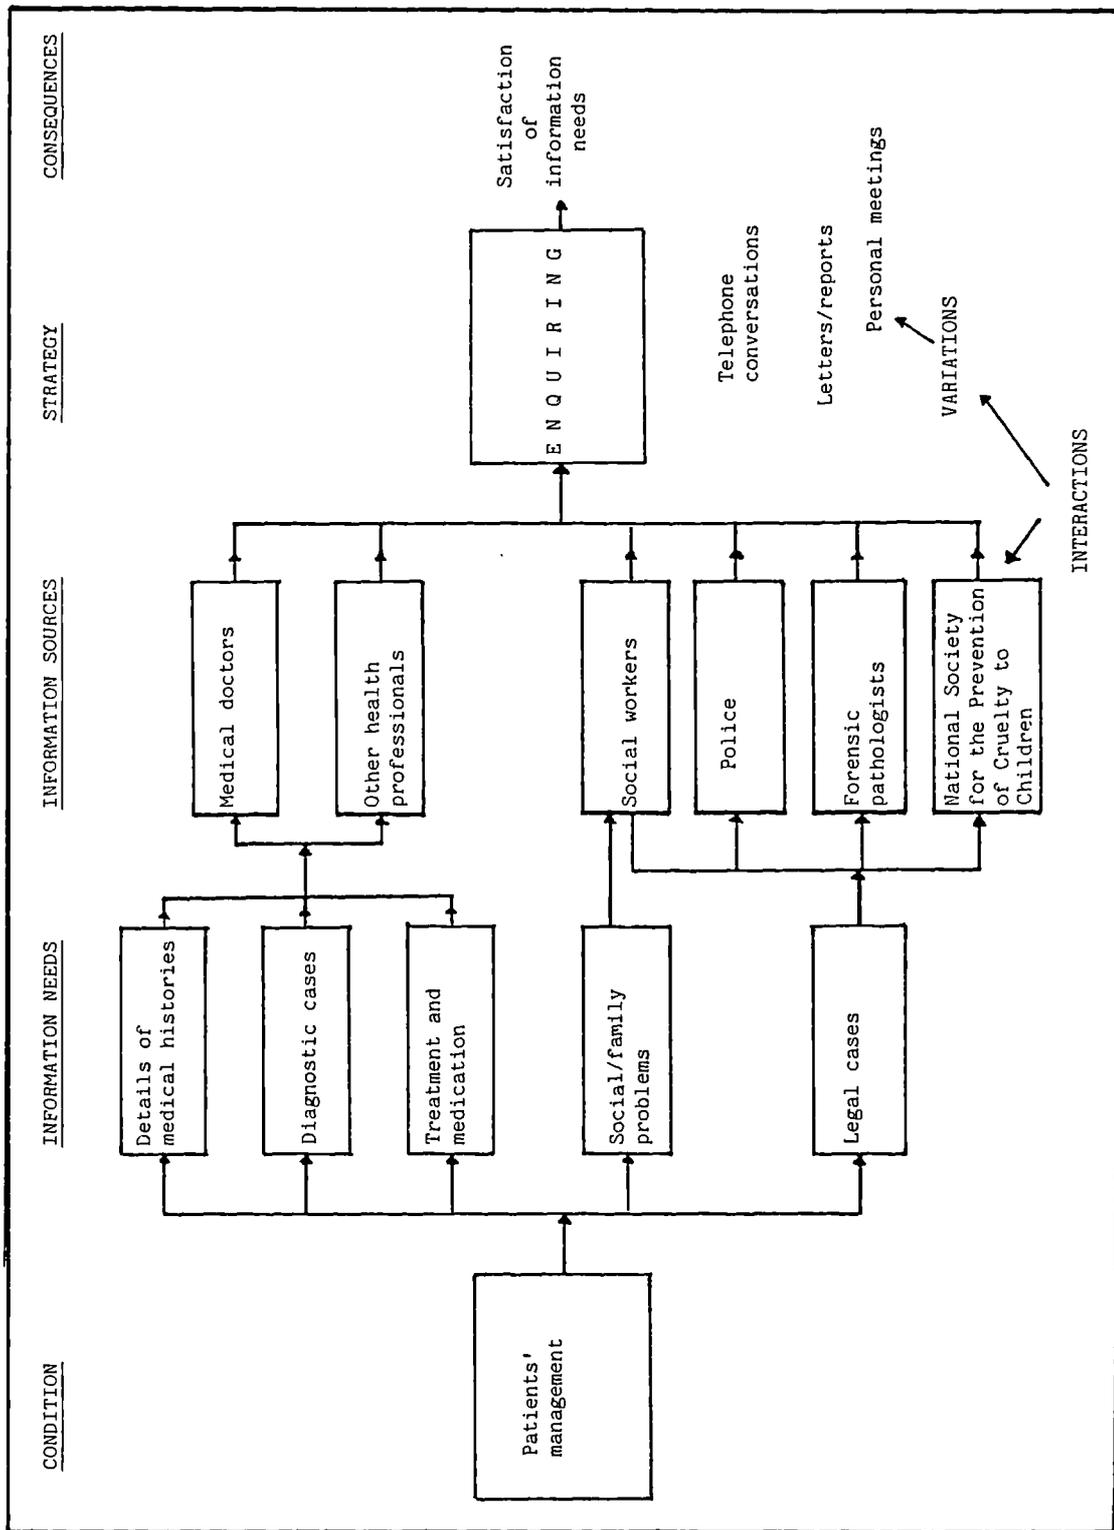 CONDITION
INFORMATION NEEDS
INFORMATION SOURCES
STRATEGY
CONSEQUENCES
Patients'
management
Details of
medical histories
Diagnostic cases
Treatment and
medication
Social/family
problems
Legal cases
Medical doctors
Other health
professionals
Social workers
Police
Forensic
pathologists
National Society
for the Prevention
of Cruelty to
Children
E N Q U I R I N G
Satisfaction
of
information
needs
Telephone
conversations
Letters/reports
Personal meetings
VARIATIONS
INTERACTIONS